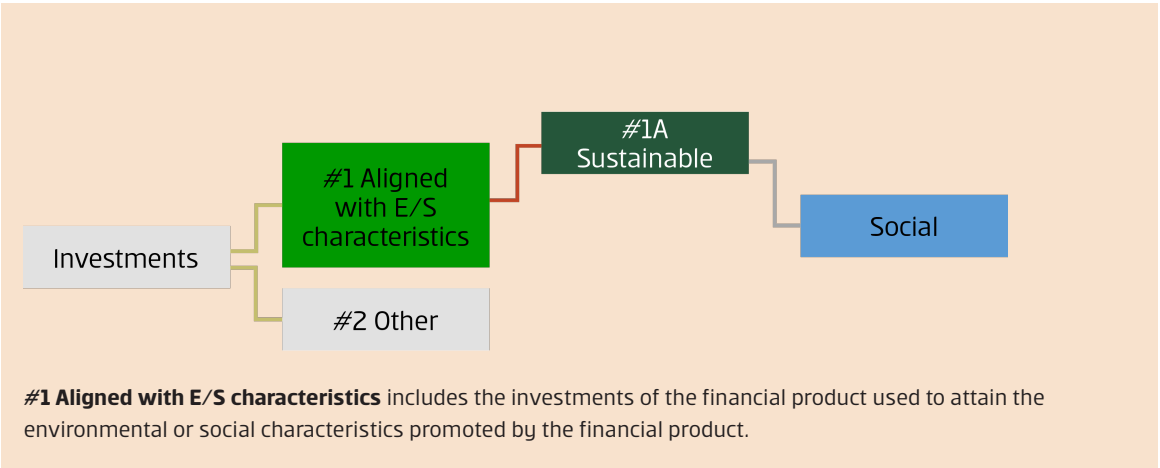 #1A
Sustainable
#1 Aligned
with E/S
characteristics
Social
Investments
#2 Other
#1 Aligned with E/S characteristics includes the investments of the financial product used to attain the
environmental or social characteristics promoted by the financial product.